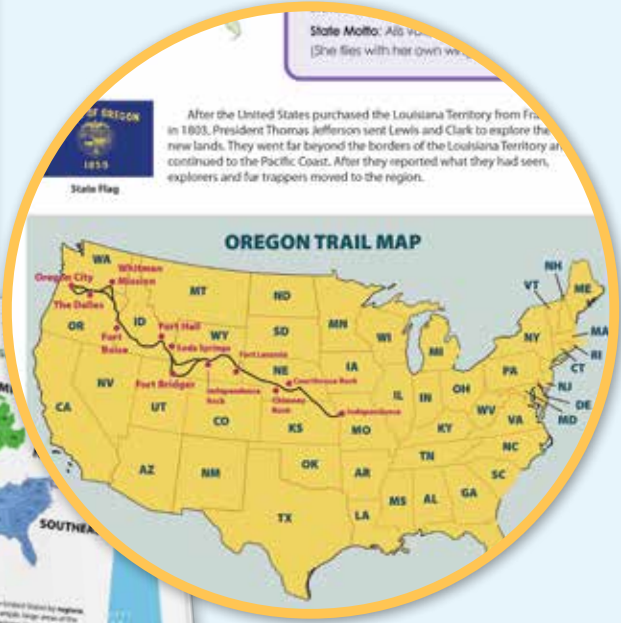 State Motto: Alis
(She flies with her own
OF OREGON
1859
State Flag
After the United States purchased the Louisiana Territory from
in 1803, President Thomas Jefferson sent Lewis and Clark to explore the
new lands. They went far beyond the borders of the Louisiana Territory
continued to the Pacific Coast. After they reported what they had seen,
explorers and fur trappers moved to the region.
OREGON TRAIL MAP
WA
Oregon City
Whitman
Mission
The Dalles
OR
Fort
Boise
ID
Fort Hall
Soda Springs
Fort Bridger
MT
WY
Fort Laramie
Independence
Rock
ND
SD
NE
Courthouse Rock
Chimney
Rock
Independence
MN
WI
MI
IA
NV
UT
CO
KS
MO
IL
IN
OH
KY
WV
VA
PA
NY
VT
NH
ME
MA
RI
CT
NJ
DE
MD
CA
AZ
NM
OK
AR
TN
NC
SC
TX
LA
MS
AL
GA